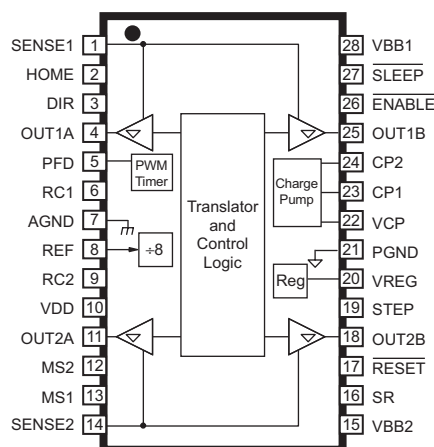 SENSE1 1
HOME 2
DIR 3
OUT1A 4
PFD 5
RC1 6
AGND 7
REF 8
RC2 9
VDD 10
OUT2A 11
MS2 12
MS1 13
SENSE2 14
PWM
Timer
÷8
Translator
and
Control
Logic
Charge
Pump
Reg
28 VBB1
27 SLEEP
26 ENABLE
25 OUT1B
24 CP2
23 CP1
22 VCP
21 PGND
20 VREG
19 STEP
18 OUT2B
17 RESET
16 SR
15 VBB2